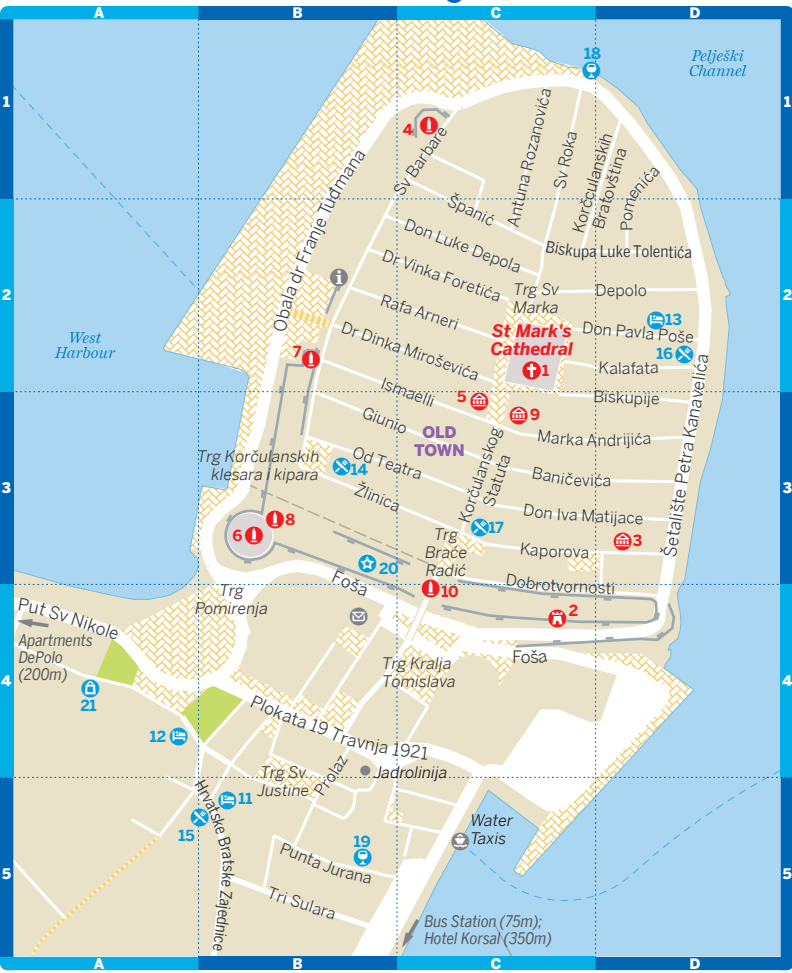 A
B
C
D
18
Pelješki
Channel
1
1
4
Sv Barbare
Antuna Rozanovića
Sv Roka
Korčculanskih
Bratovština
Pomenića
Obala dr Franje Tuđmana
Španić
Don Luke Depola
Biskupa Luke Tolentića
Dr Vinka Foretića
Trg Sv
Marka
Depolo
2
2
i
Rafa Arneri
13
Don Pavla Poše
West
Harbour
Dr Dinka Miroševića
St Mark's
Cathedral
7
16
1
Kalafata
Ismaelli
5
9
Biskupije
Giunio
OLD
TOWN
Marka Andrijića
Šetalište Petra Kanavelića
Trg Korčulanskih
klesara i kipara
14
Od Teatra
Korčulanskog
Statuta
Baničevića
3
3
Žlinica
Don Iva Matijace
17
8
6
Trg
Braće
Radić
3
Kaporova
20
Foša
10
Dobrotvornosti
Trg
Pomirenja
2
Put Sv Nikole
Apartments
DePolo
(200m)
Foša
Trg Kralja
Tomislava
4
4
21
12
Plokata 19 Travnja 1921
Trg Sv
Justine
Prolaz
Jadrolinija
11
15
Hrvatske Bratske Zajednice
Water
Taxis
19
Punta Jurana
5
5
Tri Sulara
Bus Station (75m);
Hotel Korsal (350m)
A
B
C
D